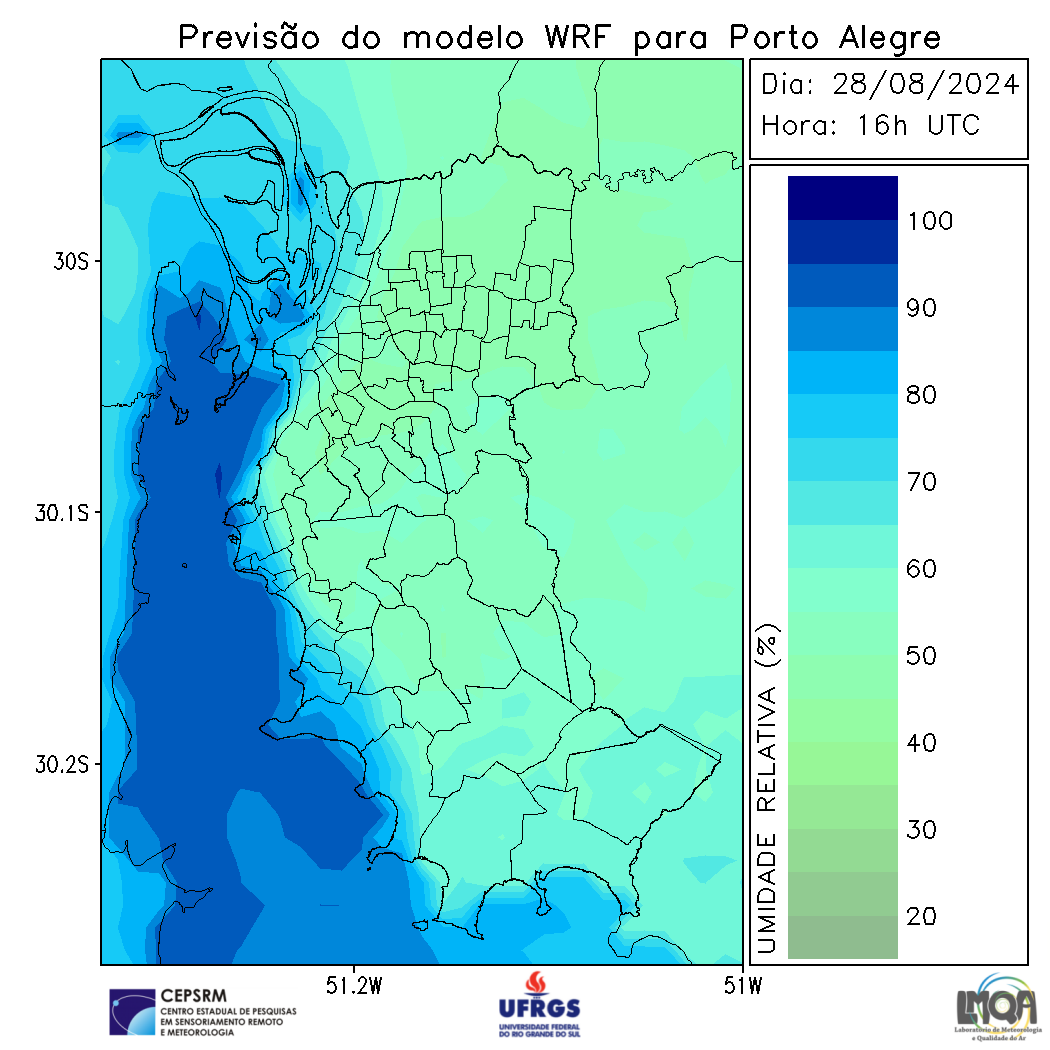 Previsão do modelo WRF para Porto Alegre
Dia: 28/08/2024
Hora: 16h UTC
100
90
80
70
60
50
40
30
20
UMIDADE RELATIVA (%)
30S
30.1S
30.2S
51.2W
51W
CEPSRM
CENTRO ESTADUAL DE PESQUISAS
EM SENSORIAMENTO REMOTO
E METEOROLOGIA
UFRGS
UNIVERSIDADE FEDERAL
DO RIO GRANDE DO SUL
LMQA
Laboratório de Meteorologia
e Qualidade do Ar